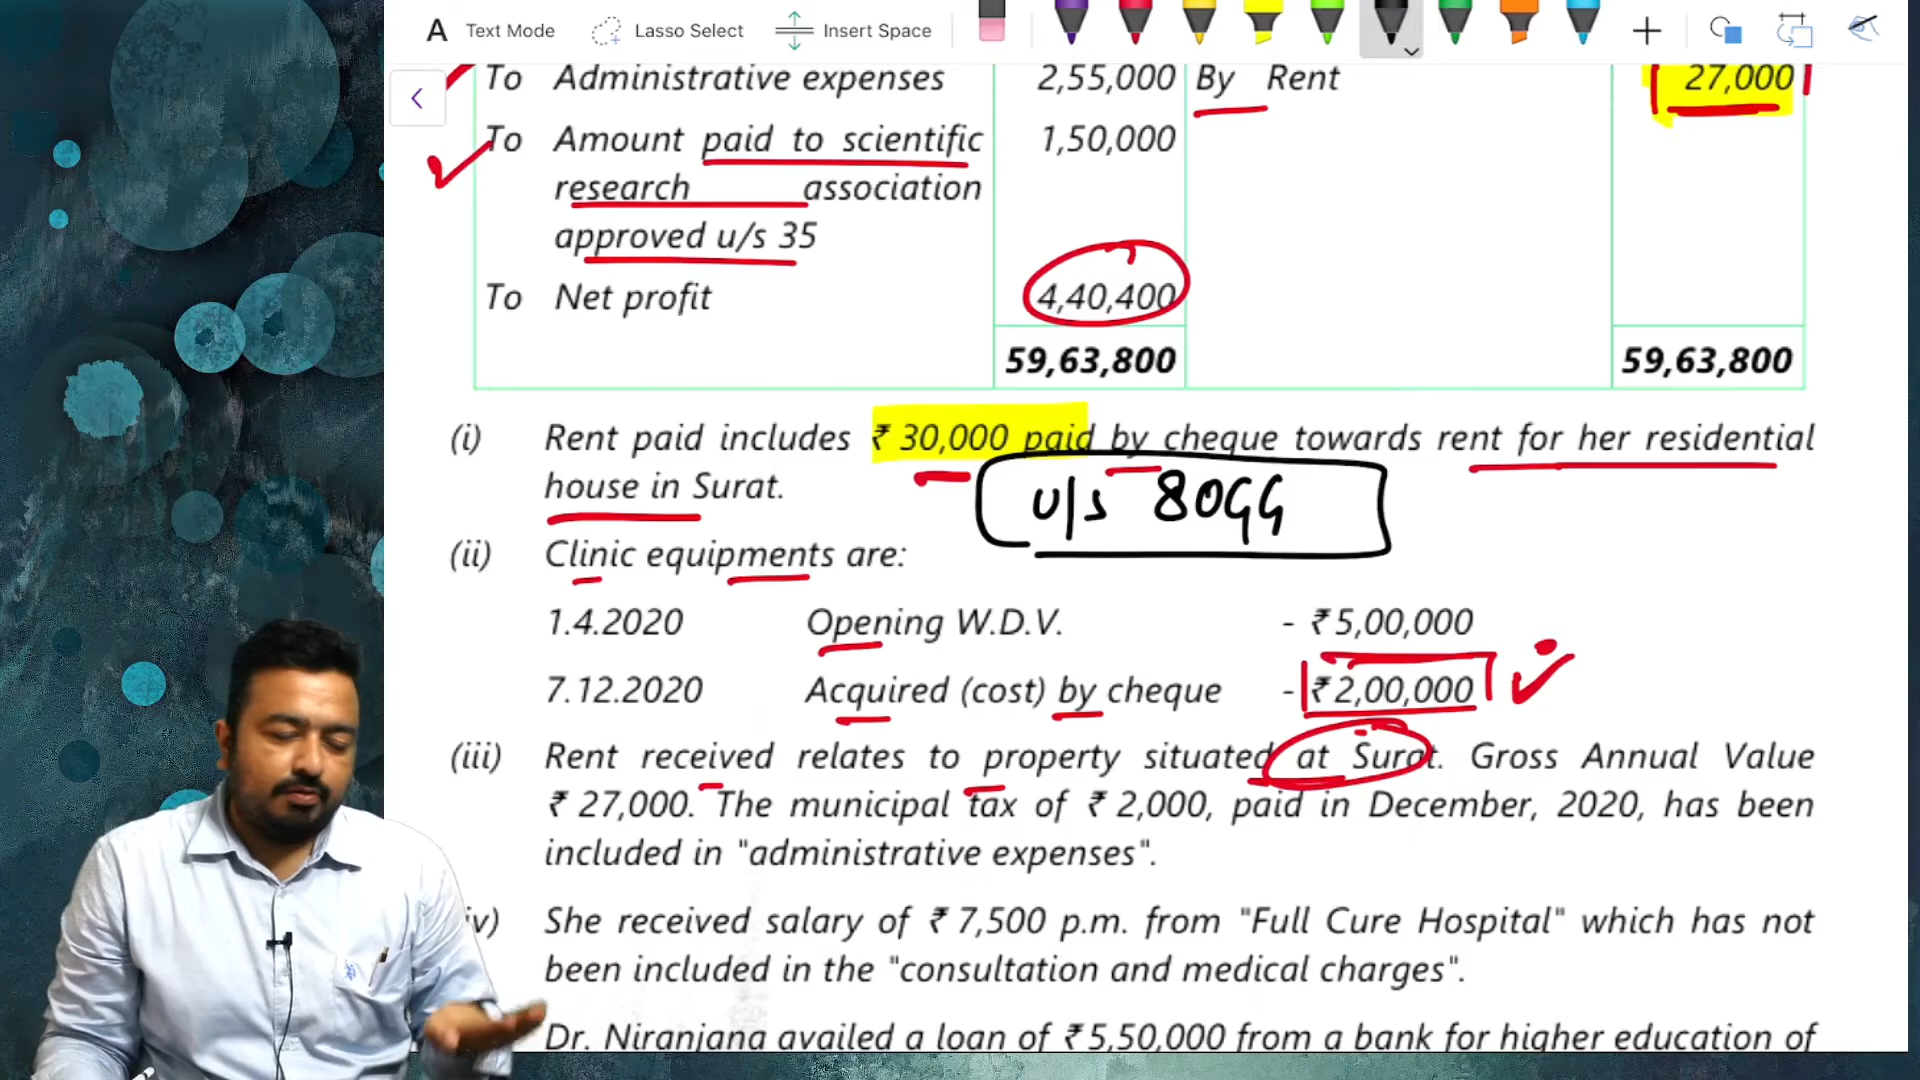 A Text Mode Lasso Select Insert Space
To Administrative expenses 2,55,000 By Rent 27,000
To Amount paid to scientific 1,50,000
research association
approved u/s 35
To Net profit 4,40,400
59,63,800 59,63,800
(i) Rent paid includes ₹ 30,000 paid by cheque towards rent for her residential
house in Surat.
u/s 80GG
(ii) Clinic equipments are:
1.4.2020 Opening W.D.V. - ₹ 5,00,000
7.12.2020 Acquired (cost) by cheque - ₹ 2,00,000
(iii) Rent received relates to property situated at Surat. Gross Annual Value
₹ 27,000. The municipal tax of ₹ 2,000, paid in December, 2020, has been
included in "administrative expenses".
iv) She received salary of ₹ 7,500 p.m. from "Full Cure Hospital" which has not
been included in the "consultation and medical charges".
Dr. Niranjana availed a loan of ₹ 5,50,000 from a bank for higher education of